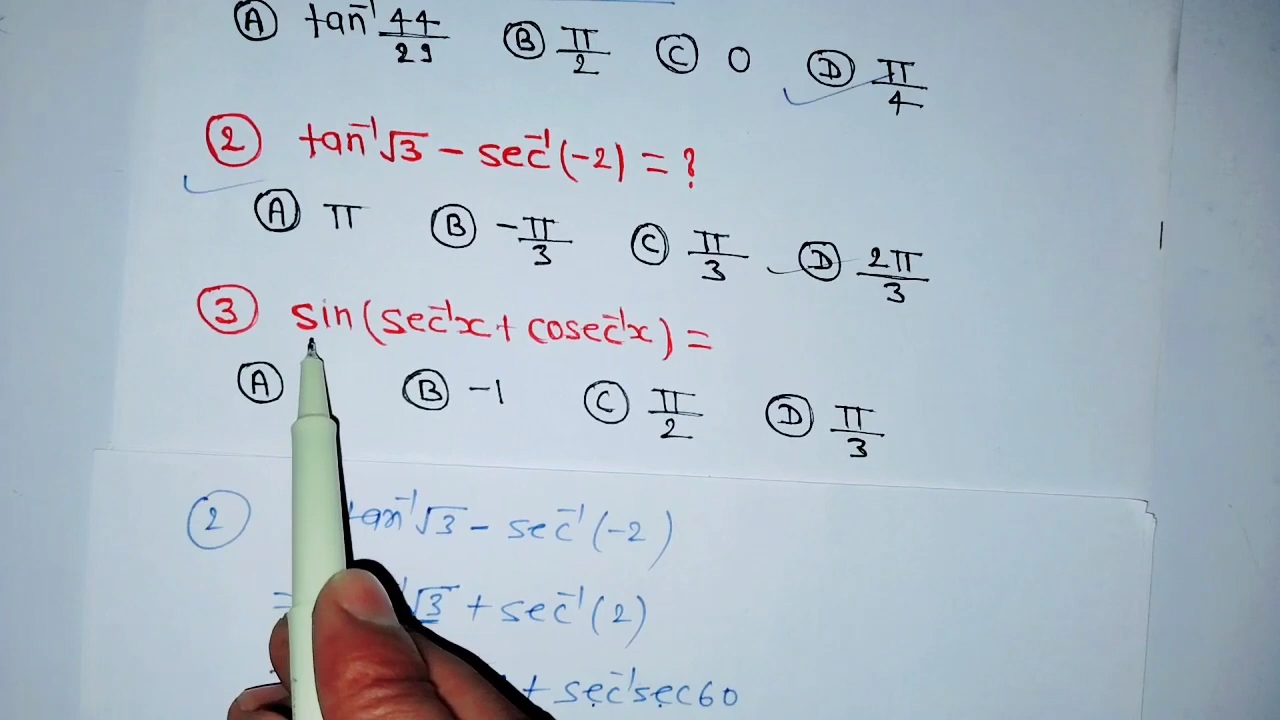 Ⓐ tan⁻¹ 44/29 Ⓑ π/2 Ⓒ 0 Ⓓ π/4
② tan⁻¹√3 - sec⁻¹(-2) = ?
Ⓐ π Ⓑ -π/3 Ⓒ π/3 Ⓓ 2π/3
③ sin(sec⁻¹x + cosec⁻¹x) =
Ⓐ Ⓑ -1 Ⓒ π/2 Ⓓ π/3
② tan⁻¹√3 - sec⁻¹(-2)
= √3 + sec⁻¹(2)
+ sec⁻¹sec60